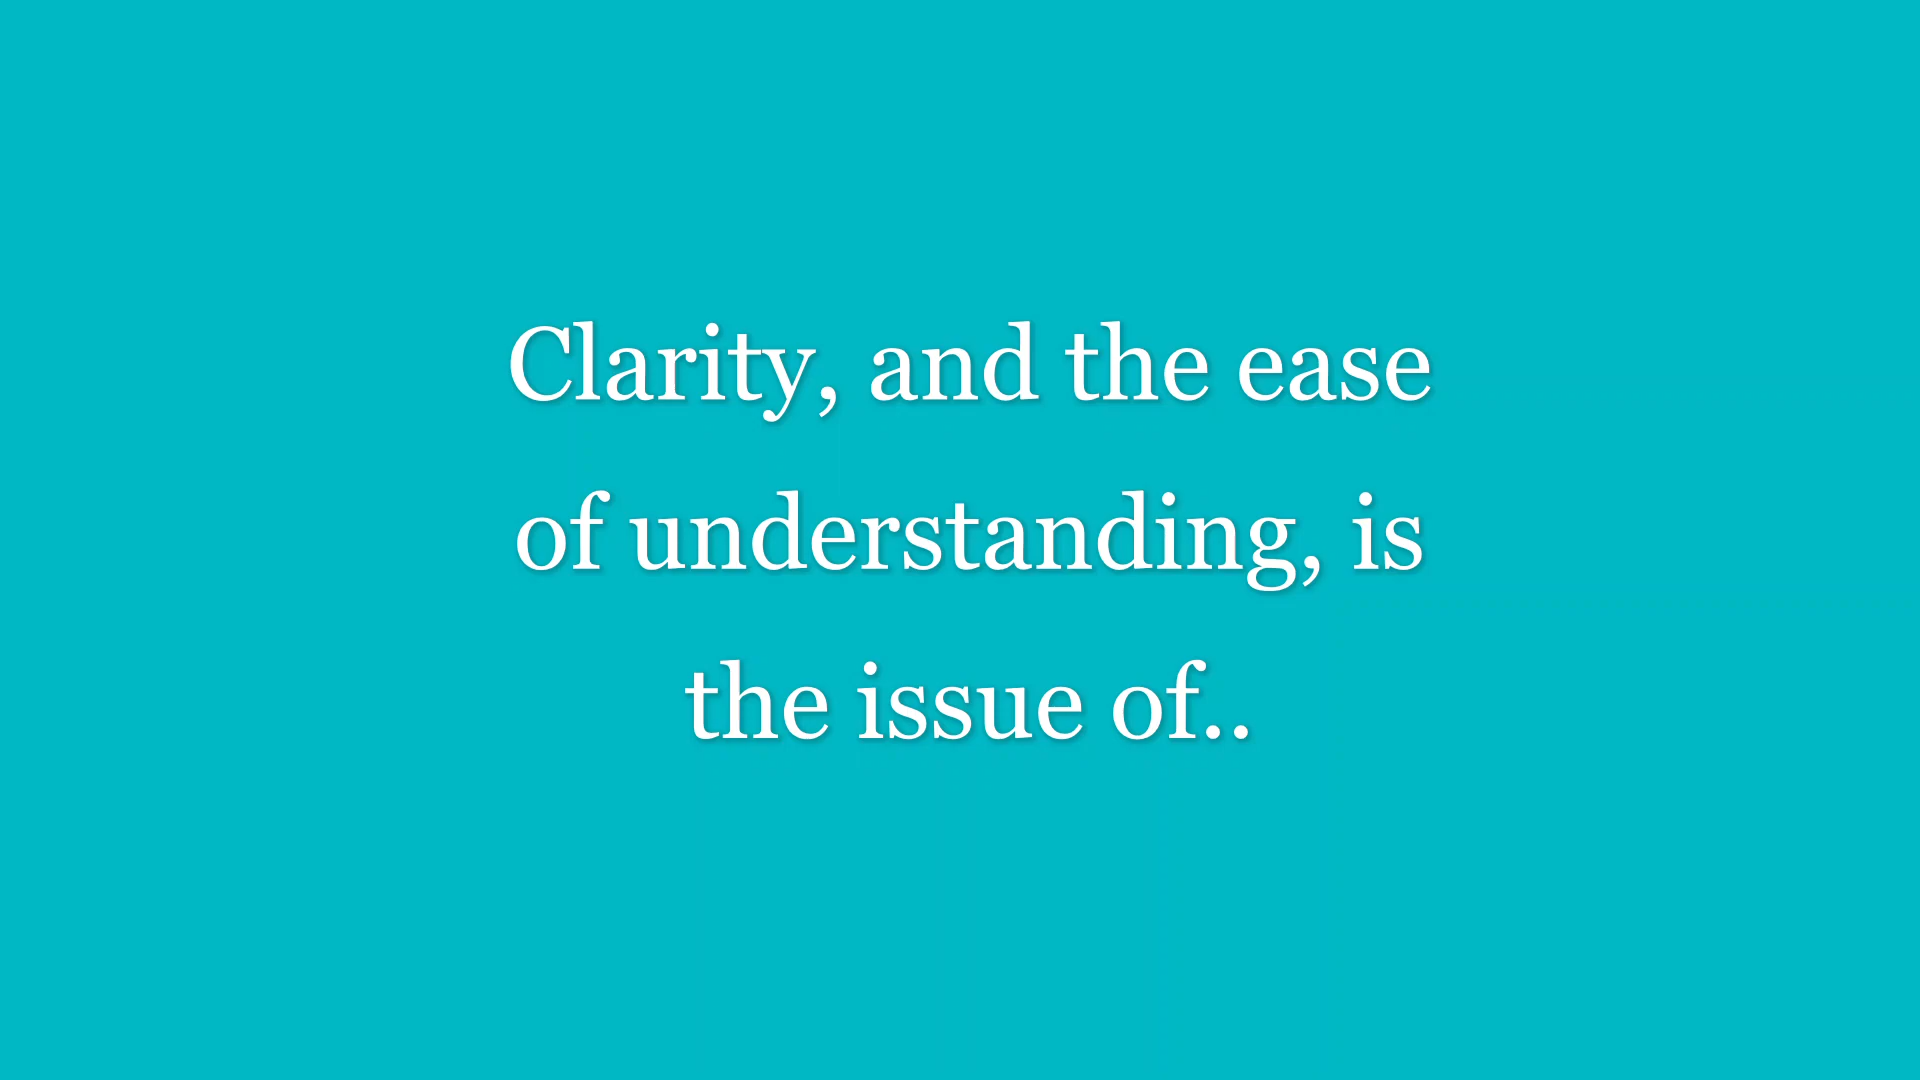 Clarity, and the ease
of understanding, is
the issue of..